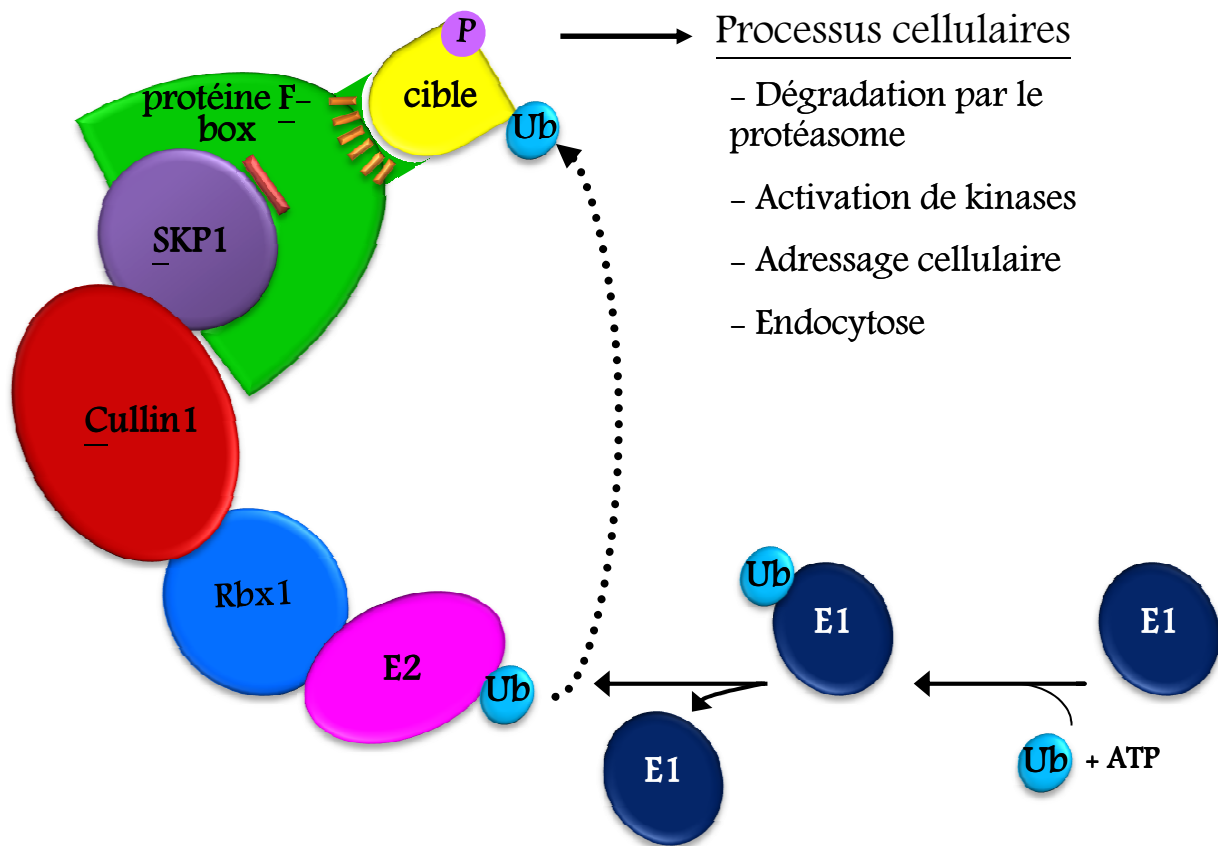 P
Processus cellulaires
protéine F-
box
cible
Ub
– Dégradation par le
protéasome
– Activation de kinases
– Adressage cellulaire
– Endocytose
SKP1
Cullin1
Rbx1
E2
Ub
Ub
E1
E1
E1
Ub + ATP